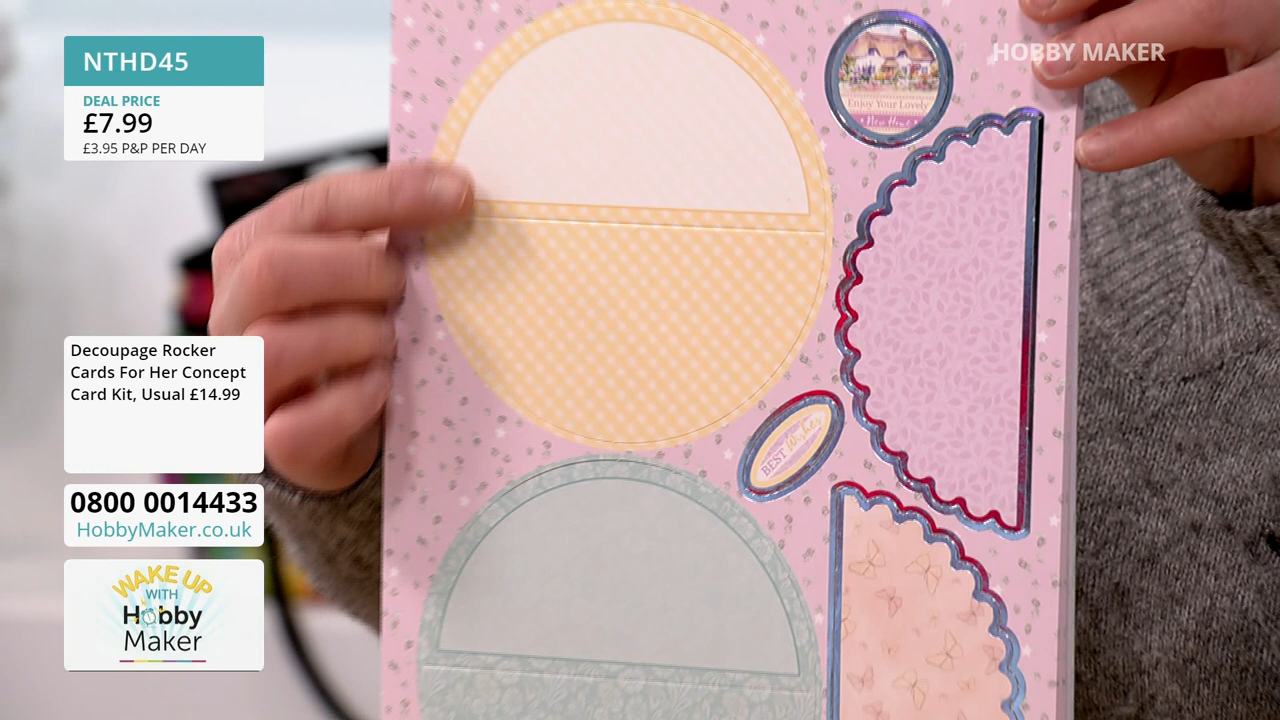 NTHD45
DEAL PRICE
£7.99
£3.95 P&P PER DAY
Decoupage Rocker
Cards For Her Concept
Card Kit, Usual £14.99
0800 0014433
HobbyMaker.co.uk
WAKE UP
WITH
Hobby
Maker
HOBBY MAKER
Enjoy Your Lovely
New Home
BEST Wishes